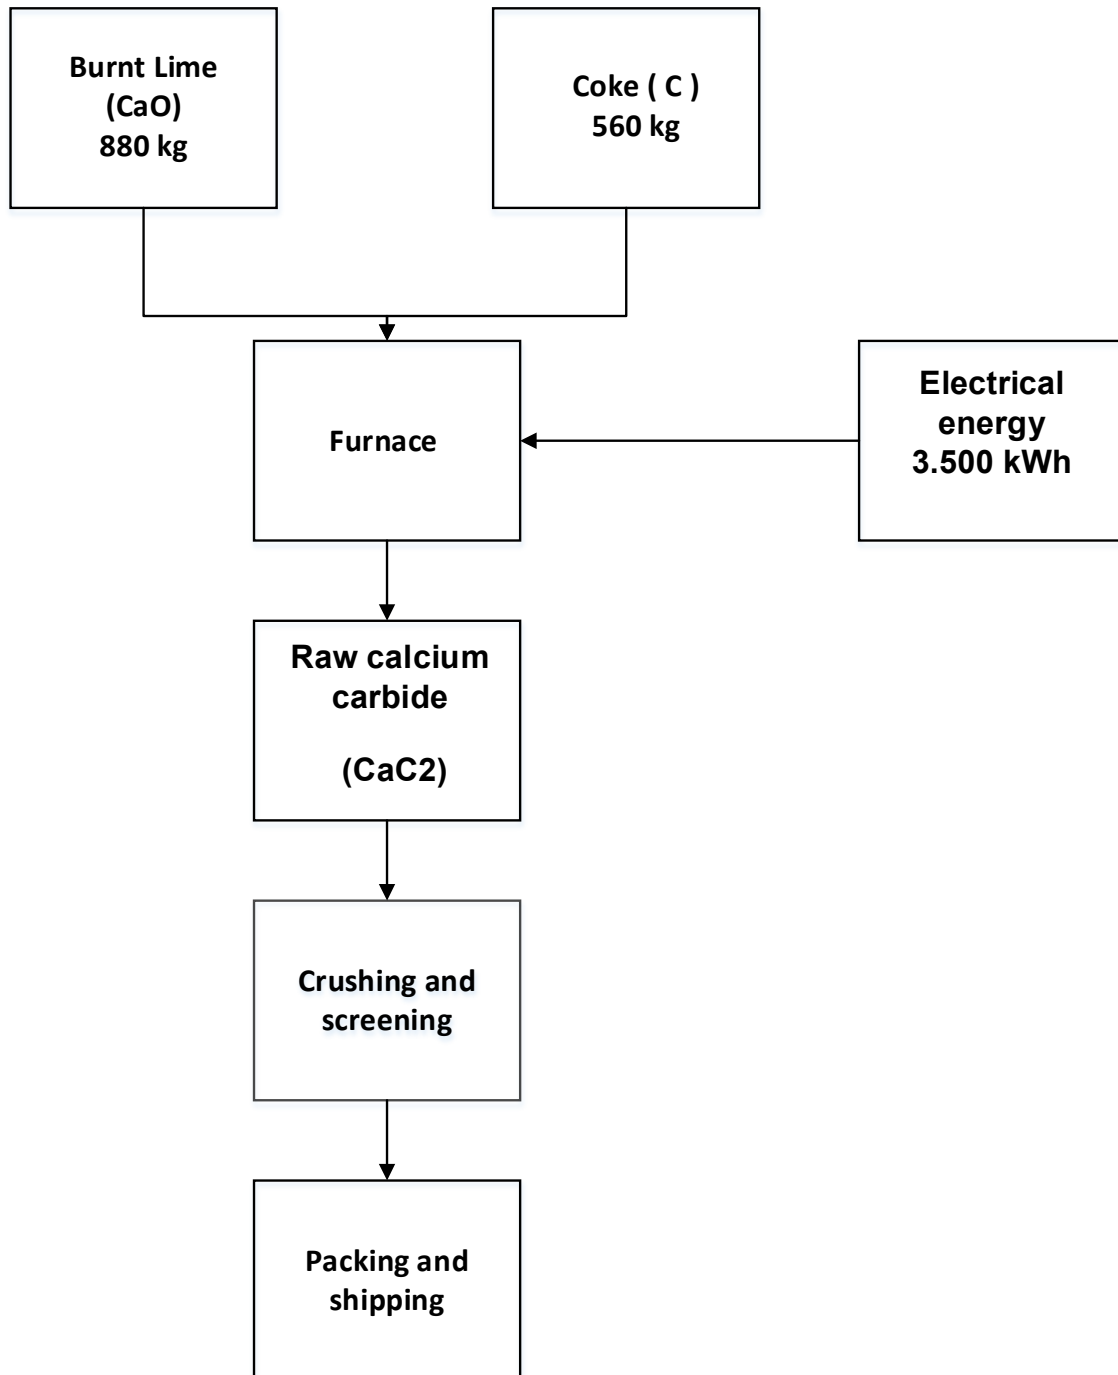 Burnt Lime
(CaO)
880 kg
Coke ( C )
560 kg
Furnace
Electrical
energy
3.500 kWh
Raw calcium
carbide
(CaC2)
Crushing and
screening
Packing and
shipping